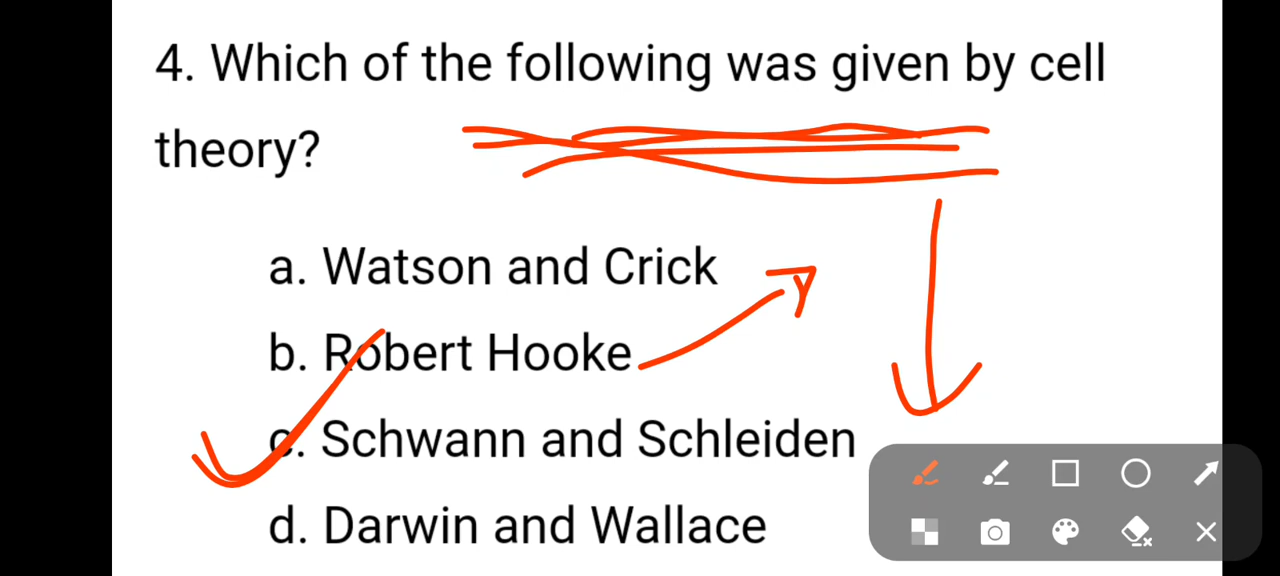 4. Which of the following was given by cell
theory?
a. Watson and Crick
b. Robert Hooke
c. Schwann and Schleiden
d. Darwin and Wallace